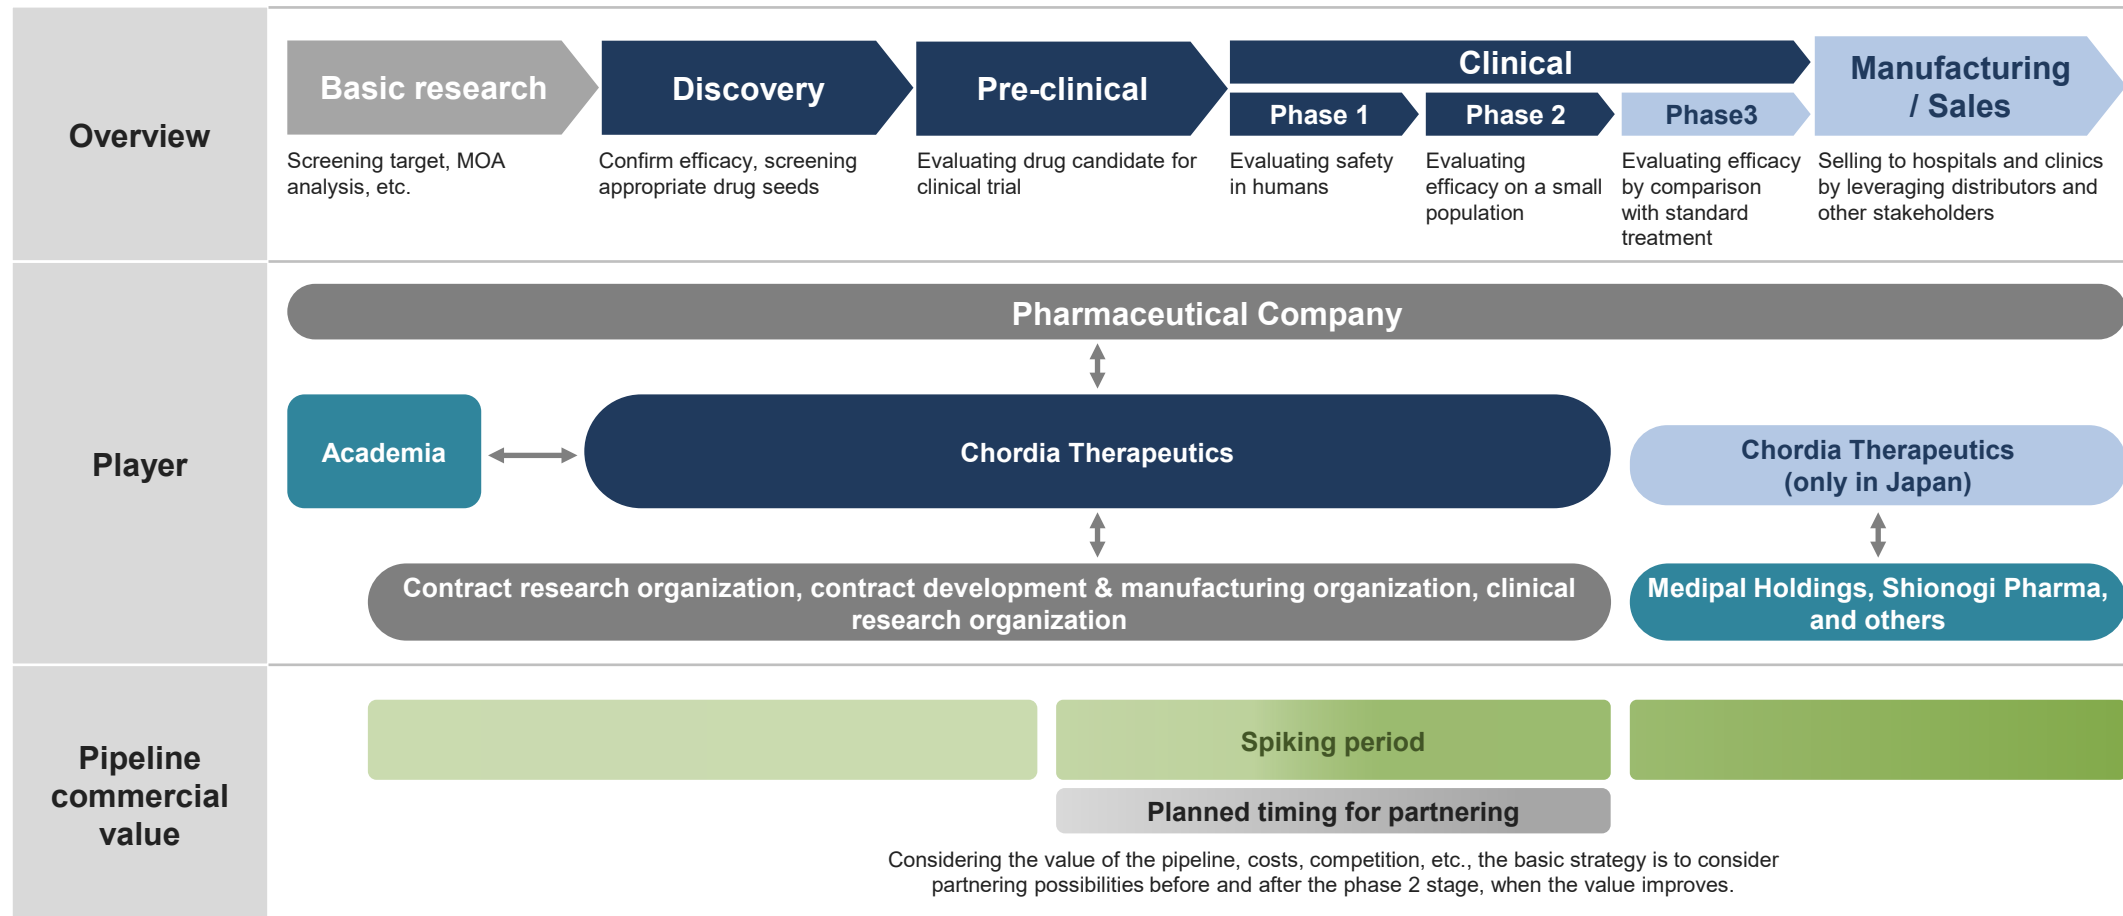 Overview
Basic research
Discovery
Pre-clinical
Clinical
Phase 1
Phase 2
Phase3
Manufacturing
/ Sales
Screening target, MOA
analysis, etc.
Confirm efficacy, screening
appropriate drug seeds
Evaluating drug candidate for
clinical trial
Evaluating safety
in humans
Evaluating
efficacy on a small
population
Evaluating efficacy
by comparison
with standard
treatment
Selling to hospitals and clinics
by leveraging distributors and
other stakeholders
Player
Pharmaceutical Company
Academia
Chordia Therapeutics
Chordia Therapeutics
(only in Japan)
Contract research organization, contract development & manufacturing organization, clinical
research organization
Medipal Holdings, Shionogi Pharma,
and others
Pipeline
commercial
value
Spiking period
Planned timing for partnering
Considering the value of the pipeline, costs, competition, etc., the basic strategy is to consider
partnering possibilities before and after the phase 2 stage, when the value improves.